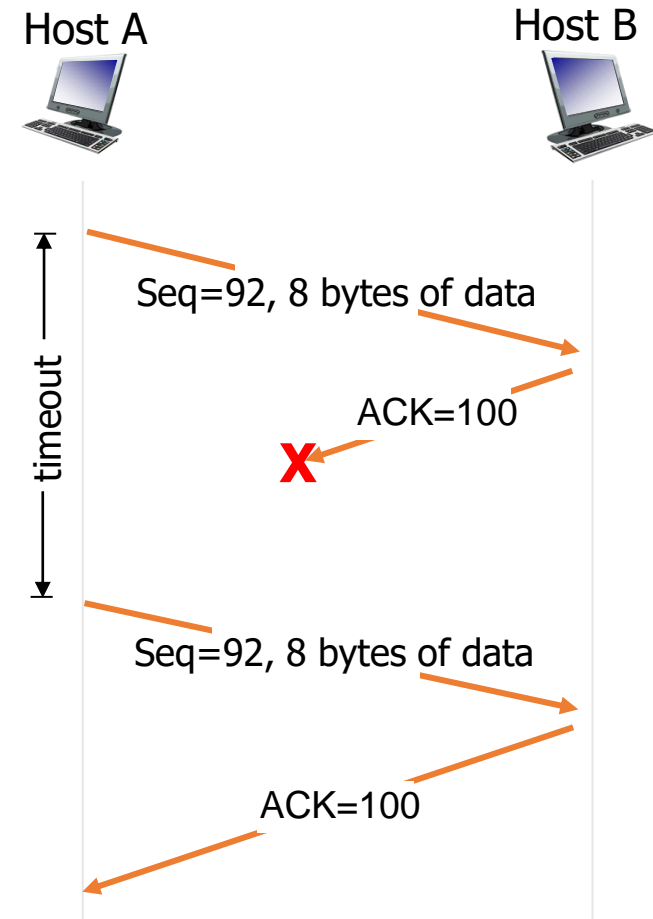 Host A
Host B
Seq=92, 8 bytes of data
ACK=100
X
timeout
Seq=92, 8 bytes of data
ACK=100